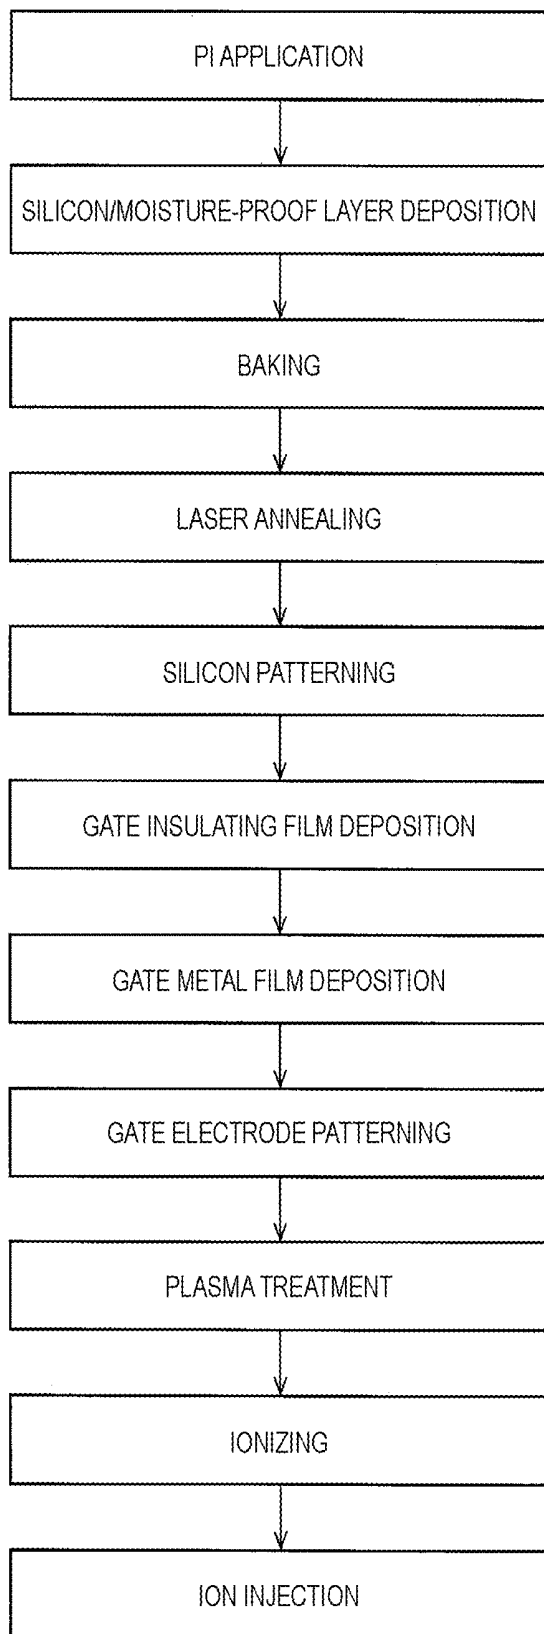 PI APPLICATION
SILICON/MOISTURE-PROOF LAYER DEPOSITION
BAKING
LASER ANNEALING
SILICON PATTERNING
GATE INSULATING FILM DEPOSITION
GATE METAL FILM DEPOSITION
GATE ELECTRODE PATTERNING
PLASMA TREATMENT
IONIZING
ION INJECTION